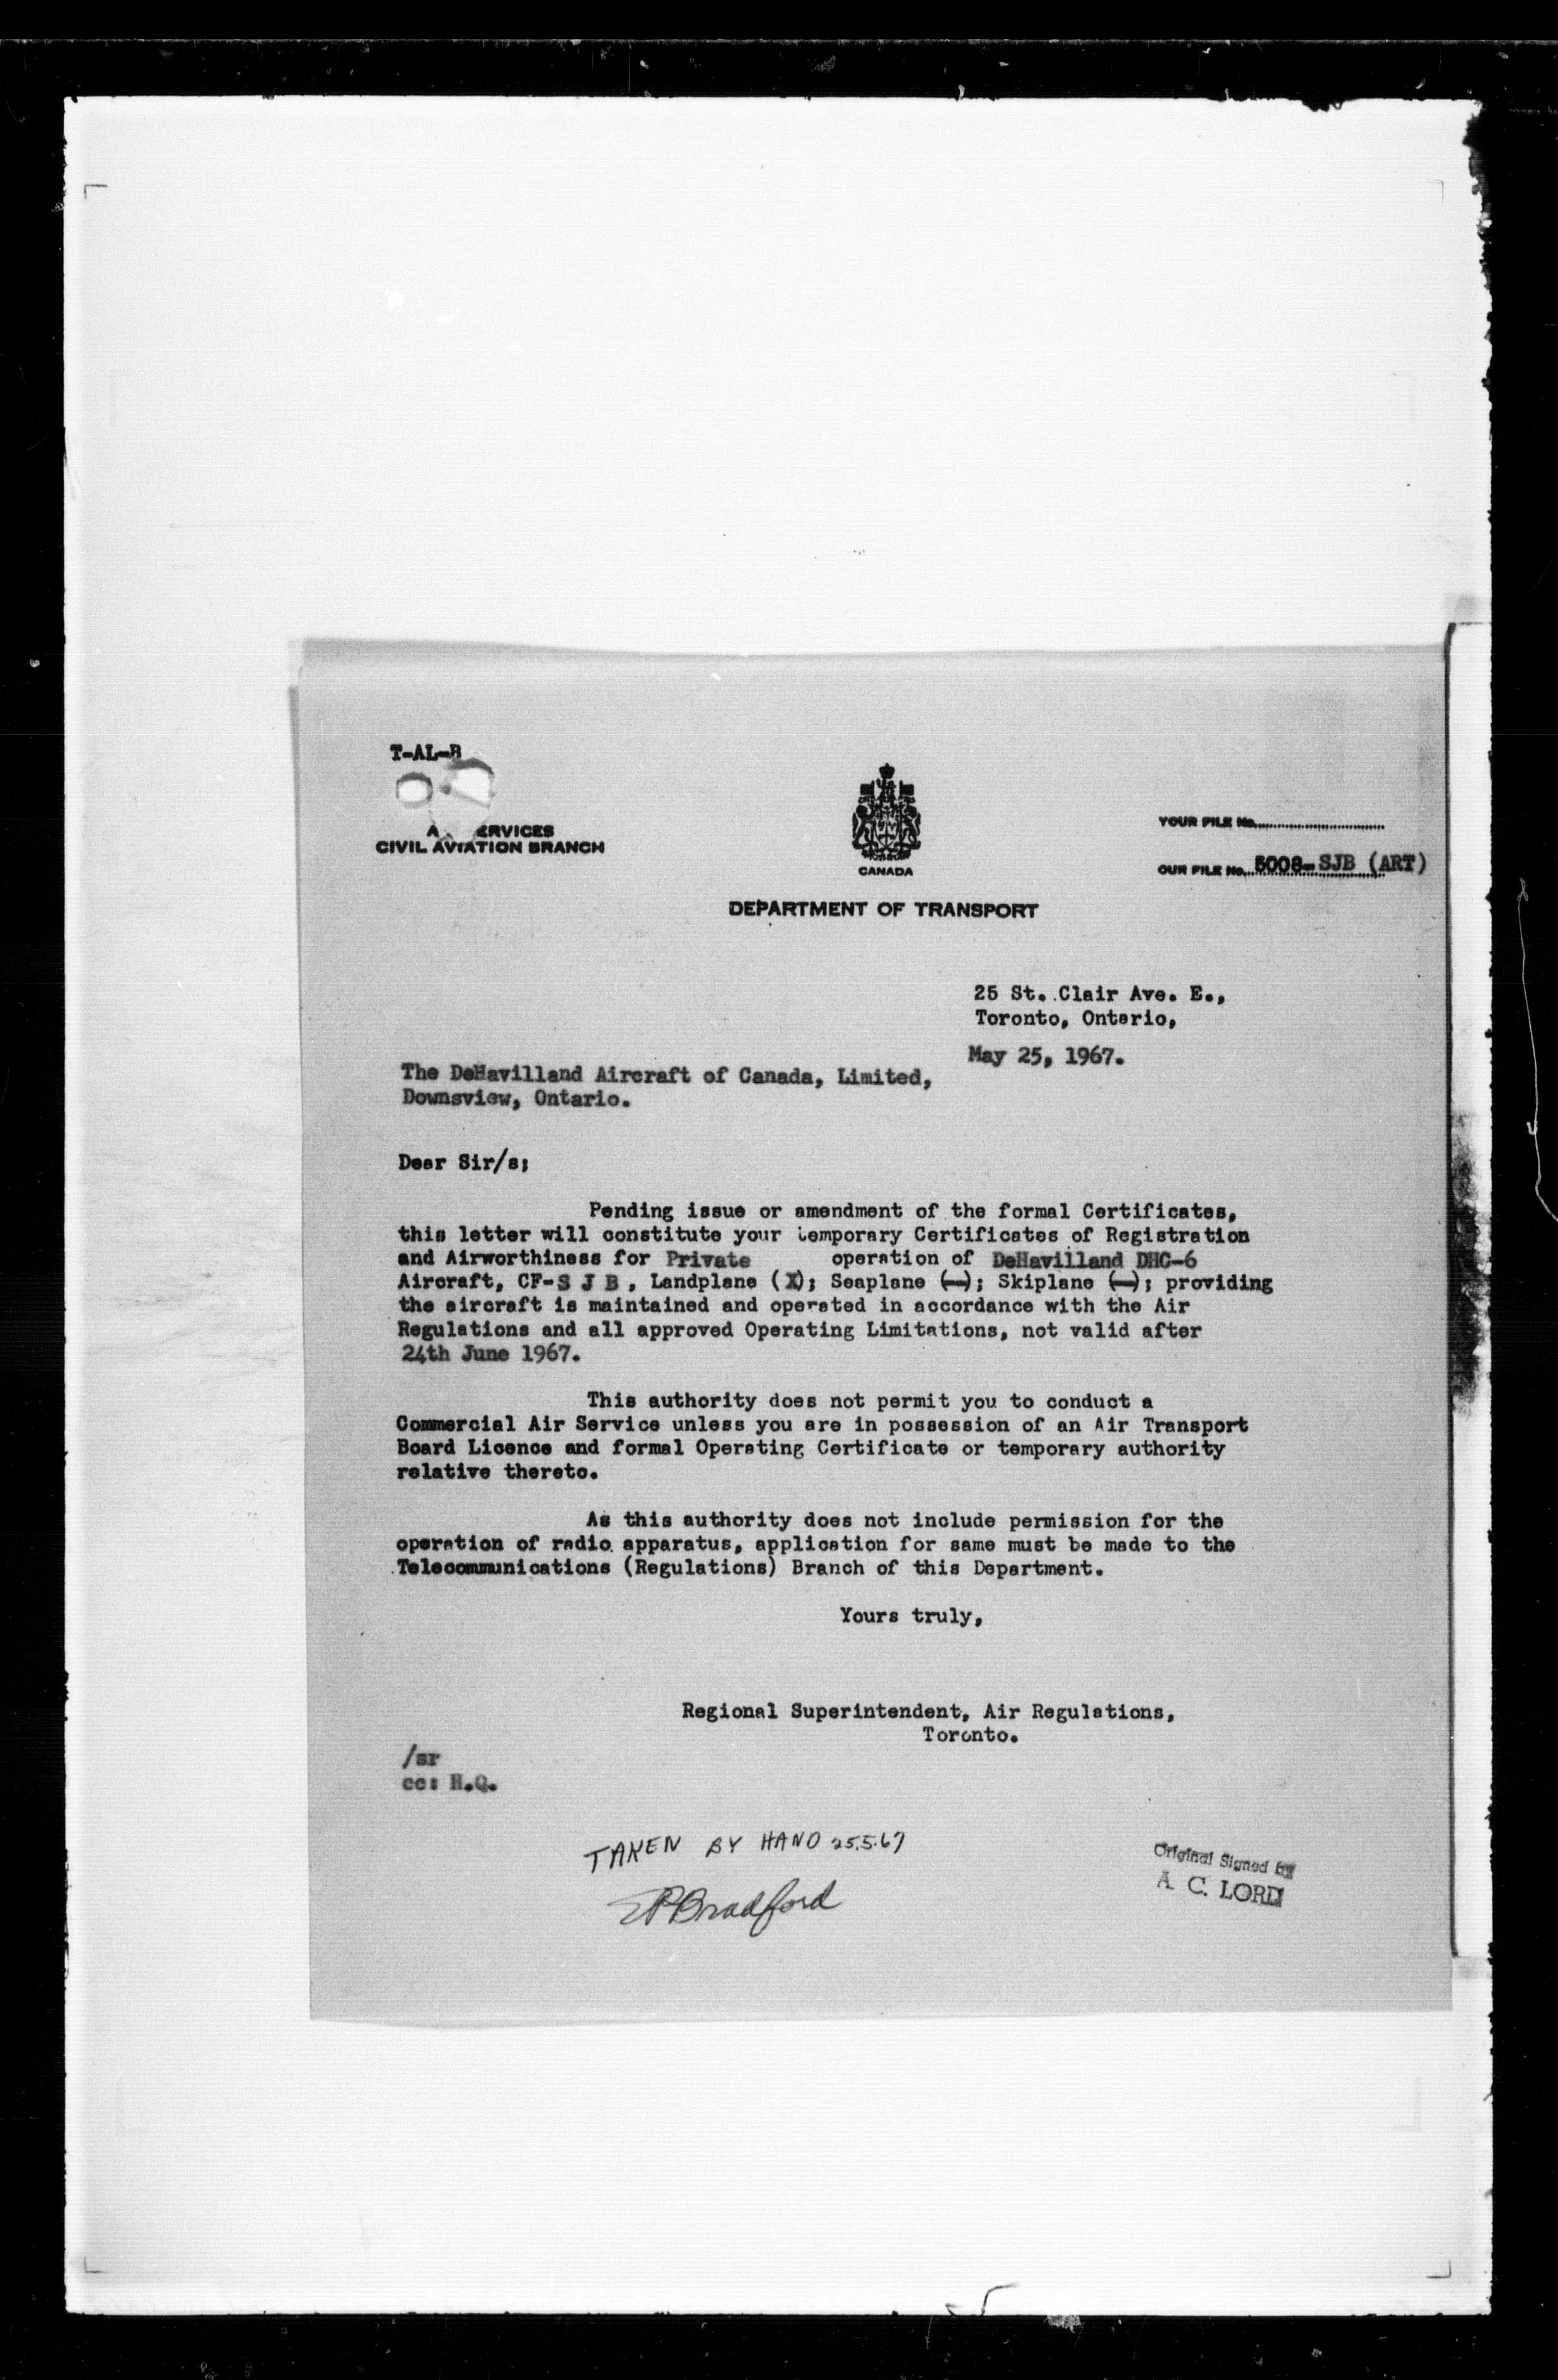 T-AL-B
SERVICES
CIVIL AVIATION BRANCH
CANADA
DEPARTMENT OF TRANSPORT
YOUR FILE No.
OUR FILE No. 5008-SJB (ART)
25 St. Clair Ave. E.,
Toronto, Ontario,
May 25, 1967.
The DeHavilland Aircraft of Canada, Limited,
Downsview, Ontario.
Dear Sir/s;
Pending issue or amendment of the formal Certificates,
this letter will constitute your temporary Certificates of Registration
and Airworthiness for Private operation of DeHavilland DHC-6
Aircraft, CF-S J B, Landplane (X); Seaplane (—); Skiplane (—); providing
the aircraft is maintained and operated in accordance with the Air
Regulations and all approved Operating Limitations, not valid after
24th June 1967.
This authority does not permit you to conduct a
Commercial Air Service unless you are in possession of an Air Transport
Board Licence and formal Operating Certificate or temporary authority
relative thereto.
As this authority does not include permission for the
operation of radio apparatus, application for same must be made to the
Telecommunications (Regulations) Branch of this Department.
Yours truly,
Regional Superintendent, Air Regulations,
Toronto.
/sr
cc: H.Q.
TAKEN BY HAND 25.5.67
EPBradford
Original Signed by
A. C. LORD